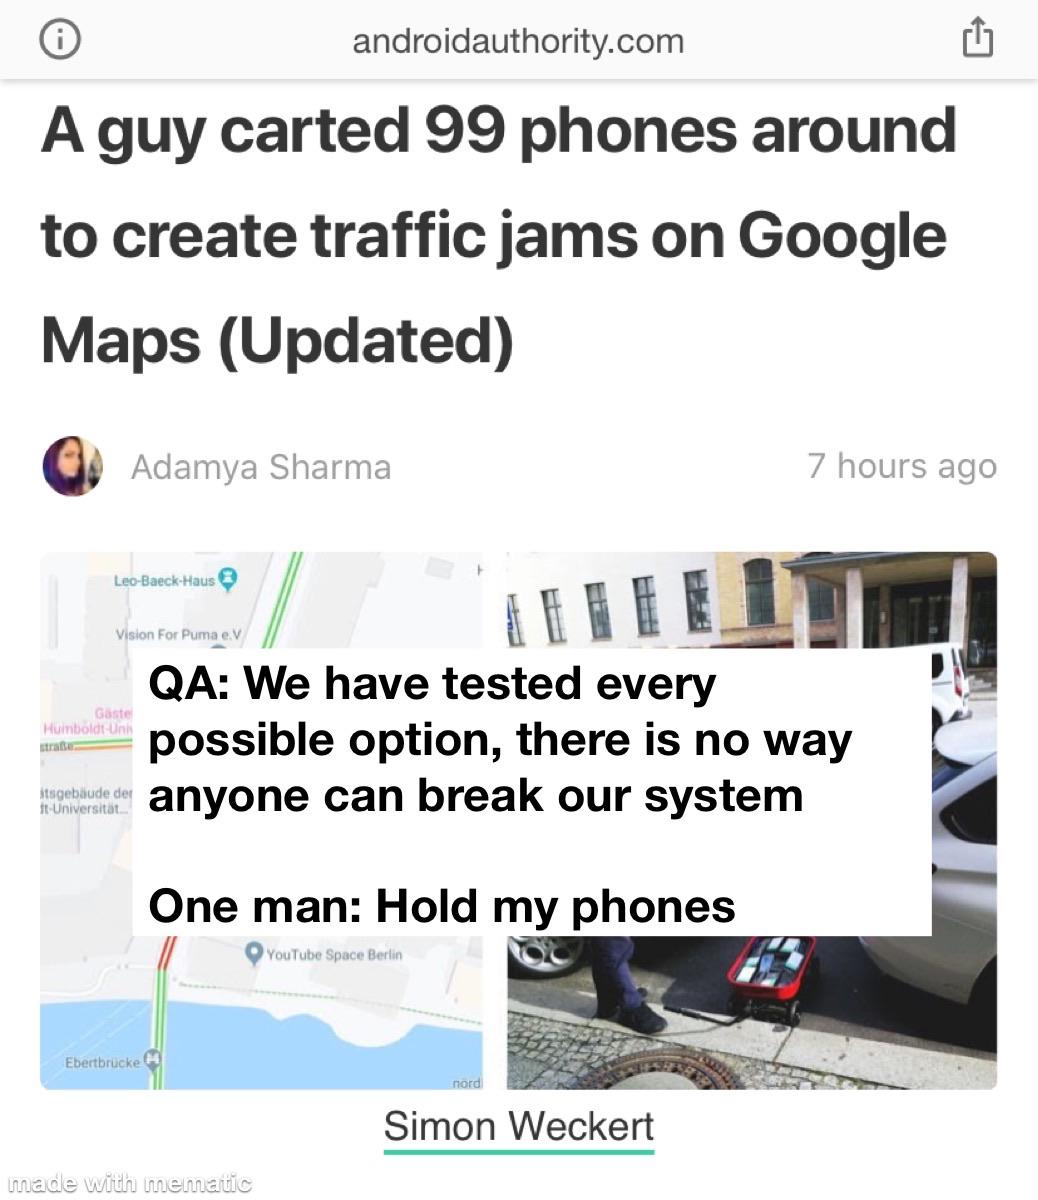 androidauthority.com
A guy carted 99 phones around
to create traffic jams on Google
Maps (Updated)
Adamya Sharma
7 hours ago
Leo-Baeck-Haus
Vision For Puma e.V
Gäste
Humboldt-Univ
straße
itsgebäude der
dt-Universität...
QA: We have tested every
possible option, there is no way
anyone can break our system
One man: Hold my phones
YouTube Space Berlin
Ebertbrücke
nörd
Simon Weckert
made with mematic